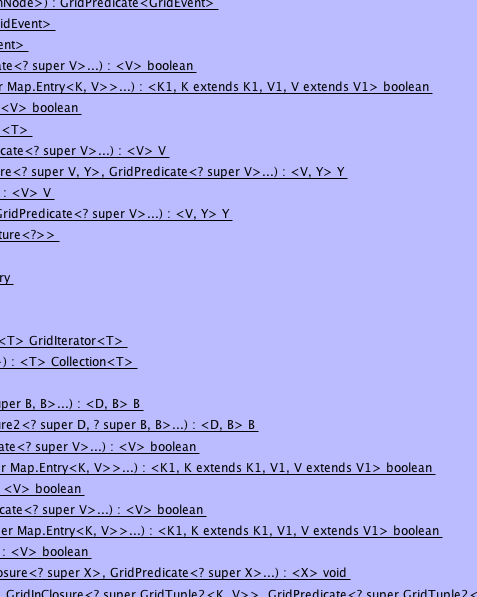 nNode>) : GridPredicate<GridEvent>
idEvent>
ent>
ate<? super V>...) : <V> boolean
r Map.Entry<K, V>>...) : <K1, K extends K1, V1, V extends V1> boolean
<V> boolean
<T>
cate<? super V>...) : <V> V
re<? super V, Y>, GridPredicate<? super V>...) : <V, Y> Y
: <V> V
GridPredicate<? super V>...) : <V, Y> Y
ture<?>>
ry
<T> GridIterator<T>
>) : <T> Collection<T>
uper B, B>...) : <D, B> B
ure2<? super D, ? super B, B>...) : <D, B> B
ate<? super V>...) : <V> boolean
r Map.Entry<K, V>>...) : <K1, K extends K1, V1, V extends V1> boolean
<V> boolean
cate<? super V>...) : <V> boolean
er Map.Entry<K, V>>...) : <K1, K extends K1, V1, V extends V1> boolean
: <V> boolean
osure<? super X>, GridPredicate<? super X>...) : <X> void
GridInClosure<? super GridTuple2<K, V>>, GridPredicate<? super GridTuple2<